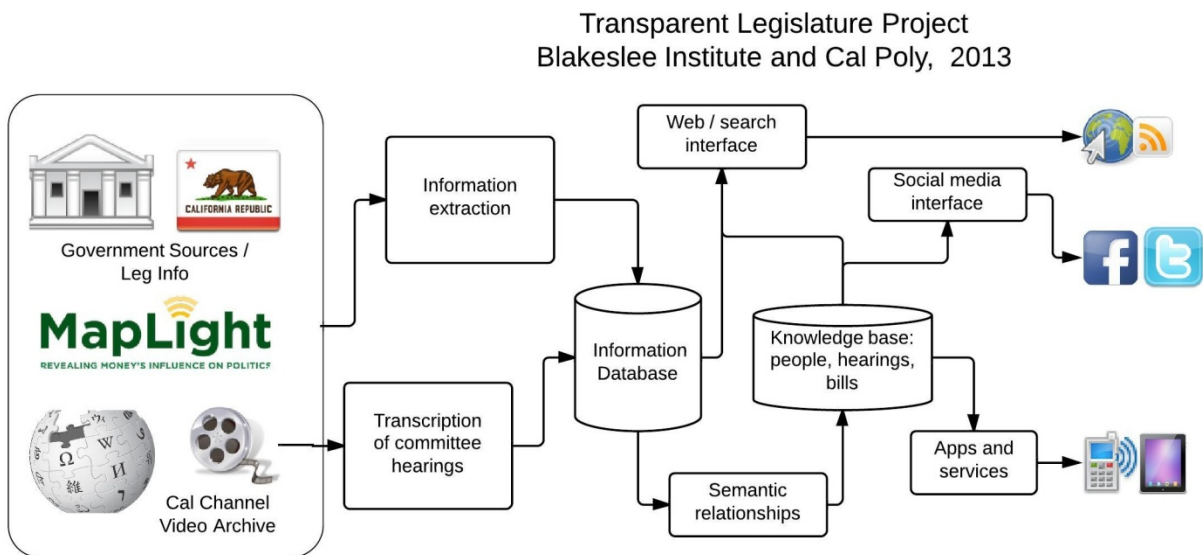 Transparent Legislature Project
Blakeslee Institute and Cal Poly, 2013
CALIFORNIA REPUBLIC
Government Sources /
Leg Info
MapLight
REVEALING MONEY'S INFLUENCE ON POLITICS
Ω
W
維
И
7
Cal Channel
Video Archive
Information
extraction
Transcription
of committee
hearings
Information
Database
Web / search
interface
Social media
interface
Knowledge base:
people, hearings,
bills
Semantic
relationships
Apps and
services
f
t